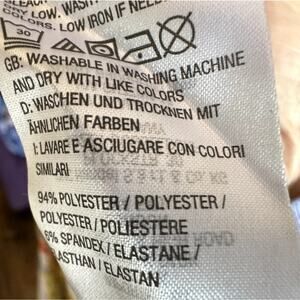 DRY LOW.
COLORS. LOW IRON IF NEEDED
30
GB: WASHABLE IN WASHING MACHINE
AND DRY WITH LIKE COLORS
D: WASCHEN UND TROCKNEN MIT
ÄHNLICHEN FARBEN
I: LAVARE E ASCIUGARE CON COLORI
SIMILARI
94% POLYESTER / POLYESTER /
POLYESTER / POLIESTERE
6% SPANDEX / ELASTANE /
ELASTHAN / ELASTAN